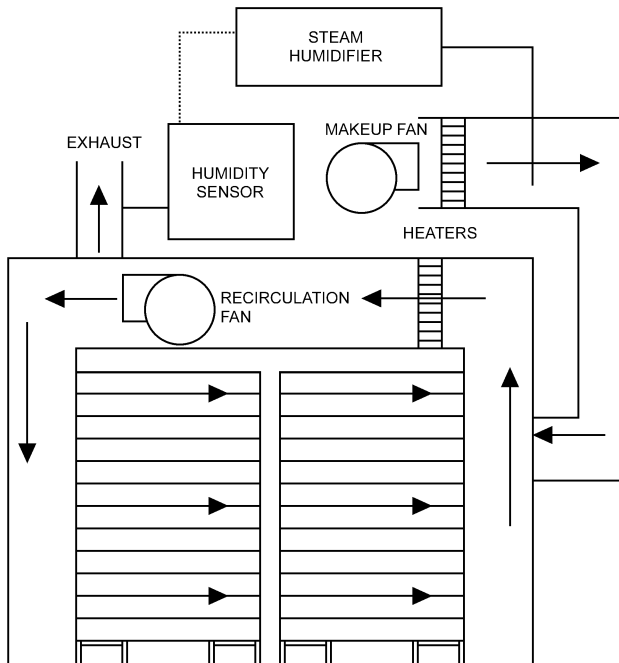 STEAM
HUMIDIFIER
MAKEUP FAN
EXHAUST
HUMIDITY
SENSOR
HEATERS
RECIRCULATION
FAN